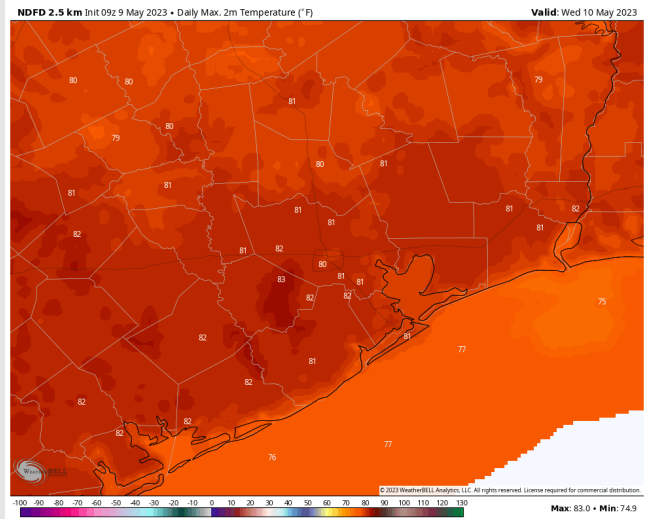 NDFD 2.5 km Init 09z 9 May 2023 • Daily Max. 2m Temperature (°F) Valid: Wed 10 May 2023
80 80 79
81
80
79
80 81
81 81
81 81 82
81
82 81
81 82
80
83 81 81
82 82 75
82 81 77
81
82
82 82
82
77
76
WeatherBELL
© 2023 WeatherBELL Analytics, LLC. All rights reserved. License required for commercial distribution.
-100 -90 -80 -70 -60 -50 -40 -30 -20 -10 0 10 20 30 40 50 60 70 80 90 100 110 120 130
Max: 83.0 • Min: 74.9